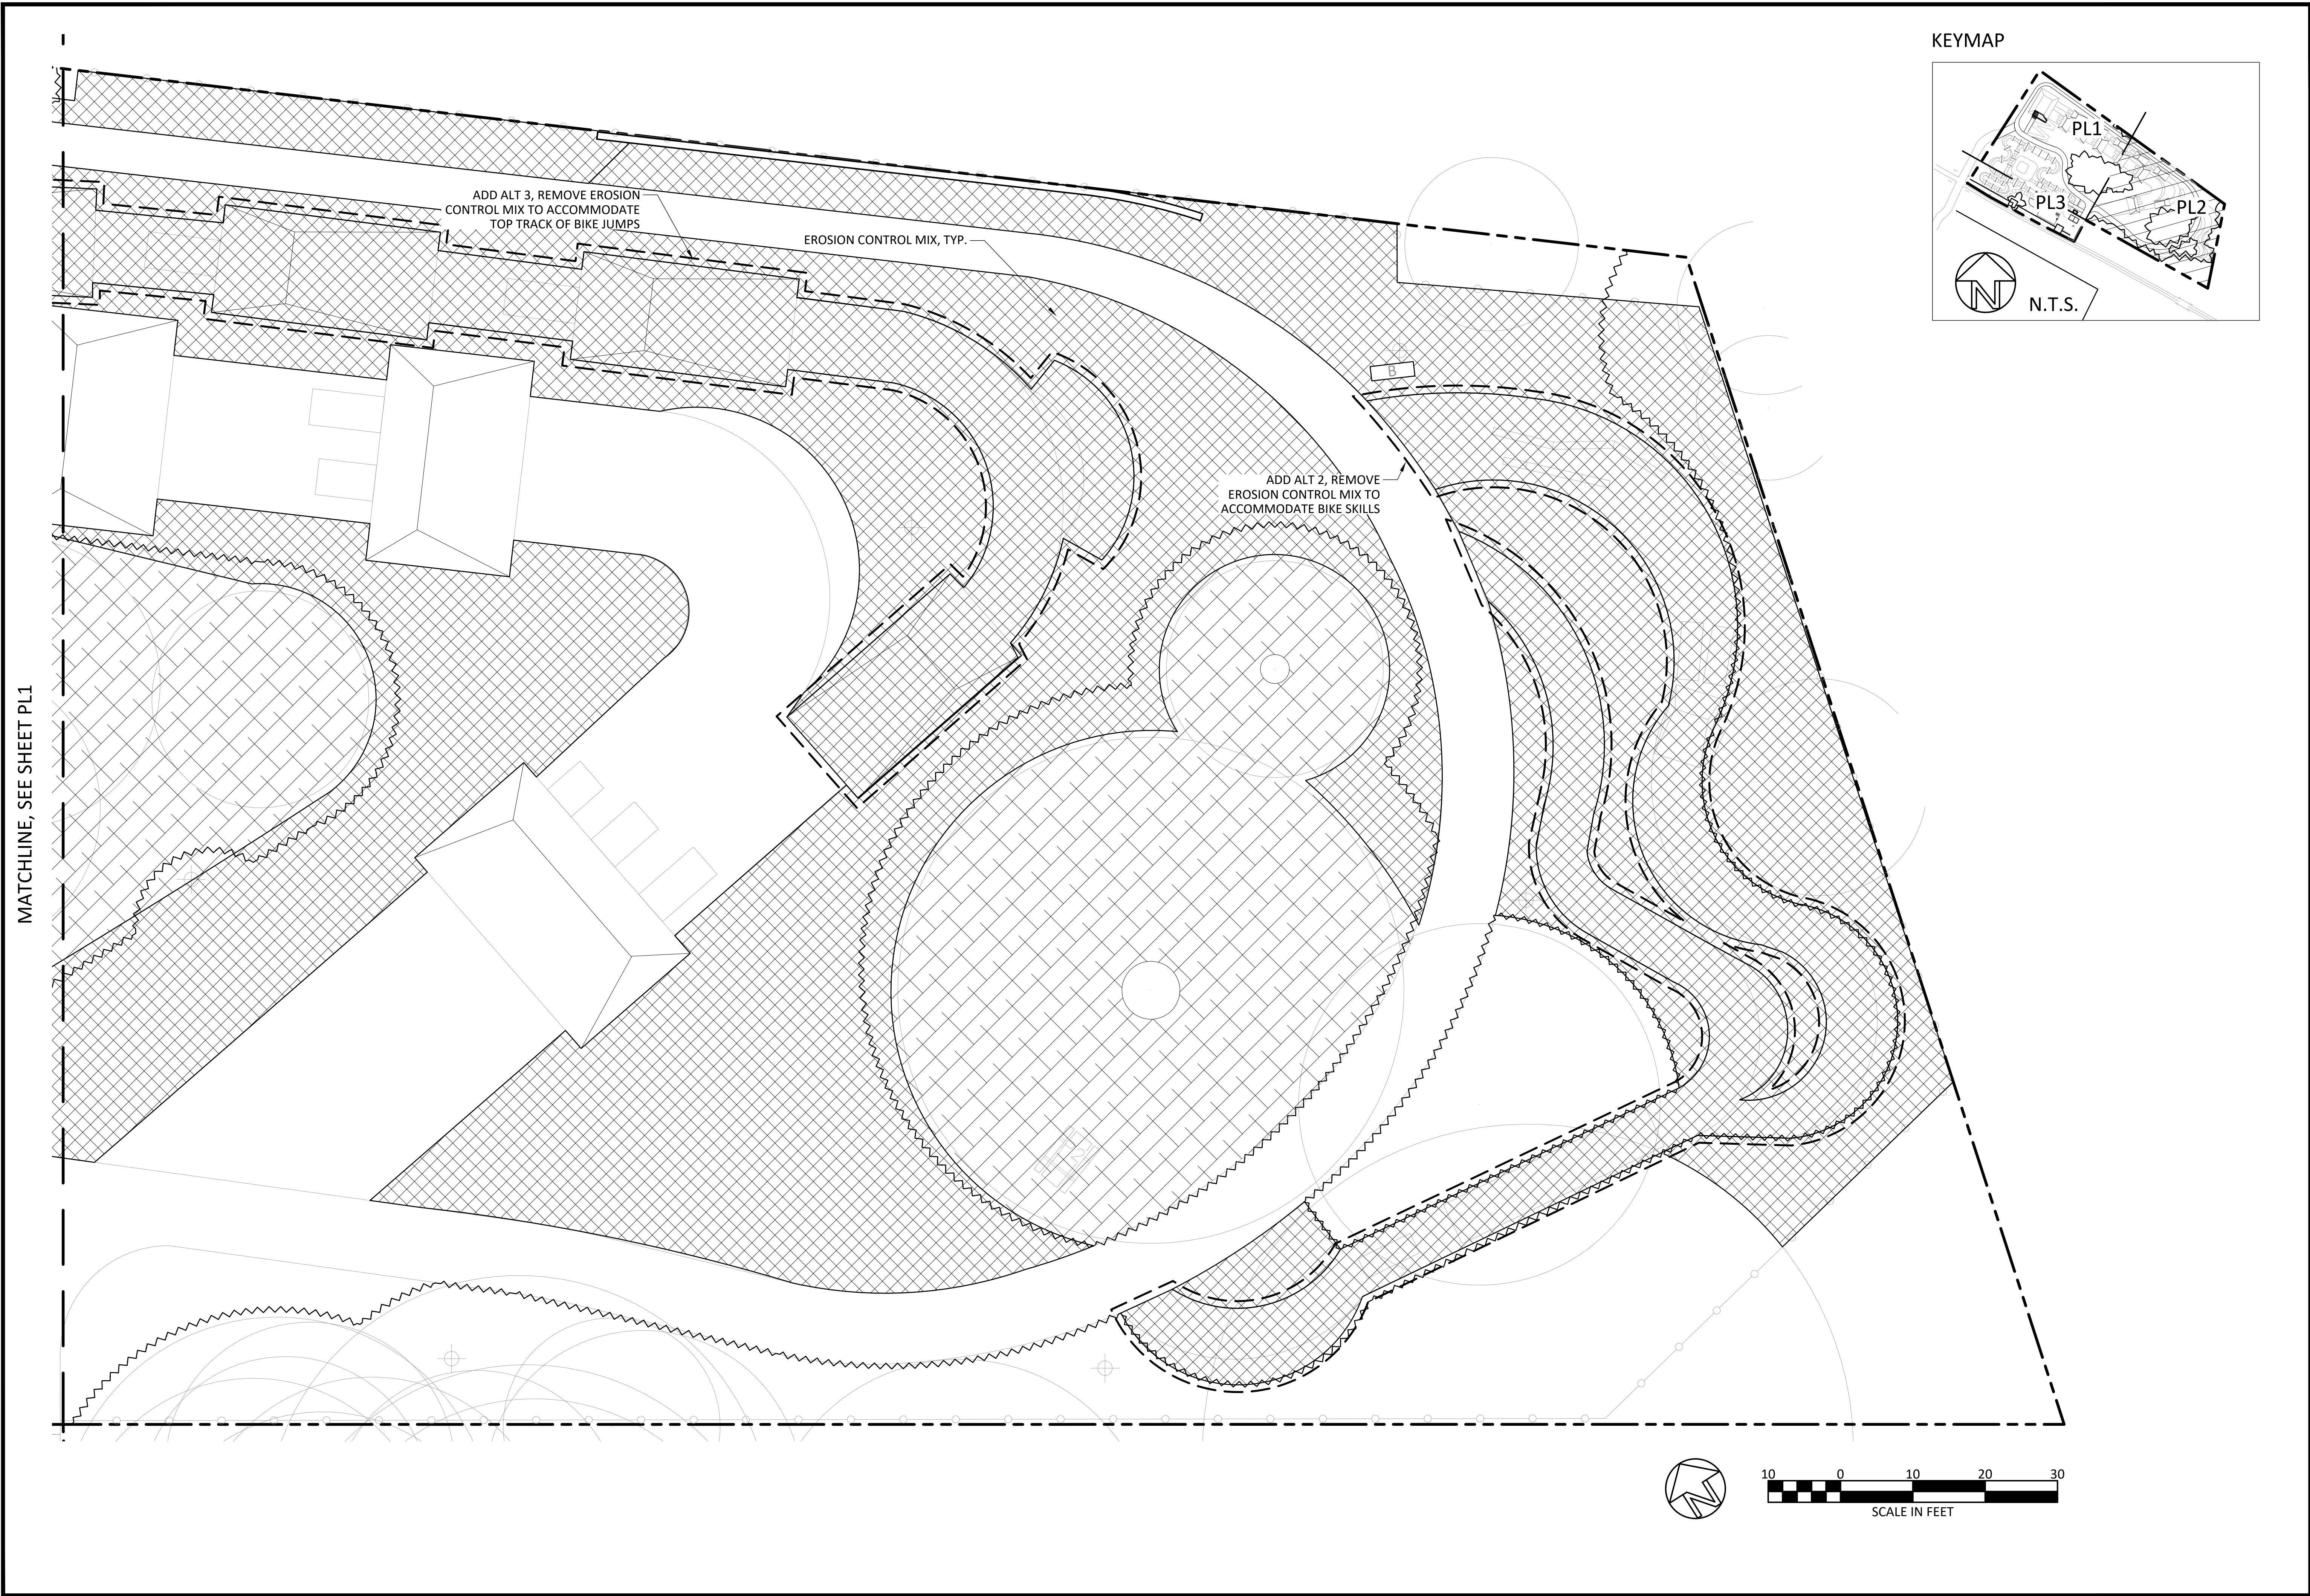 KEYMAP
PL1
PL3
PL2
N
N.T.S.
ADD ALT 3, REMOVE EROSION
CONTROL MIX TO ACCOMMODATE
TOP TRACK OF BIKE JUMPS
EROSION CONTROL MIX, TYP.
B
ADD ALT 2, REMOVE
EROSION CONTROL MIX TO
ACCOMMODATE BIKE SKILLS
MATCHLINE, SEE SHEET PL1
N
10 0 10 20 30
SCALE IN FEET